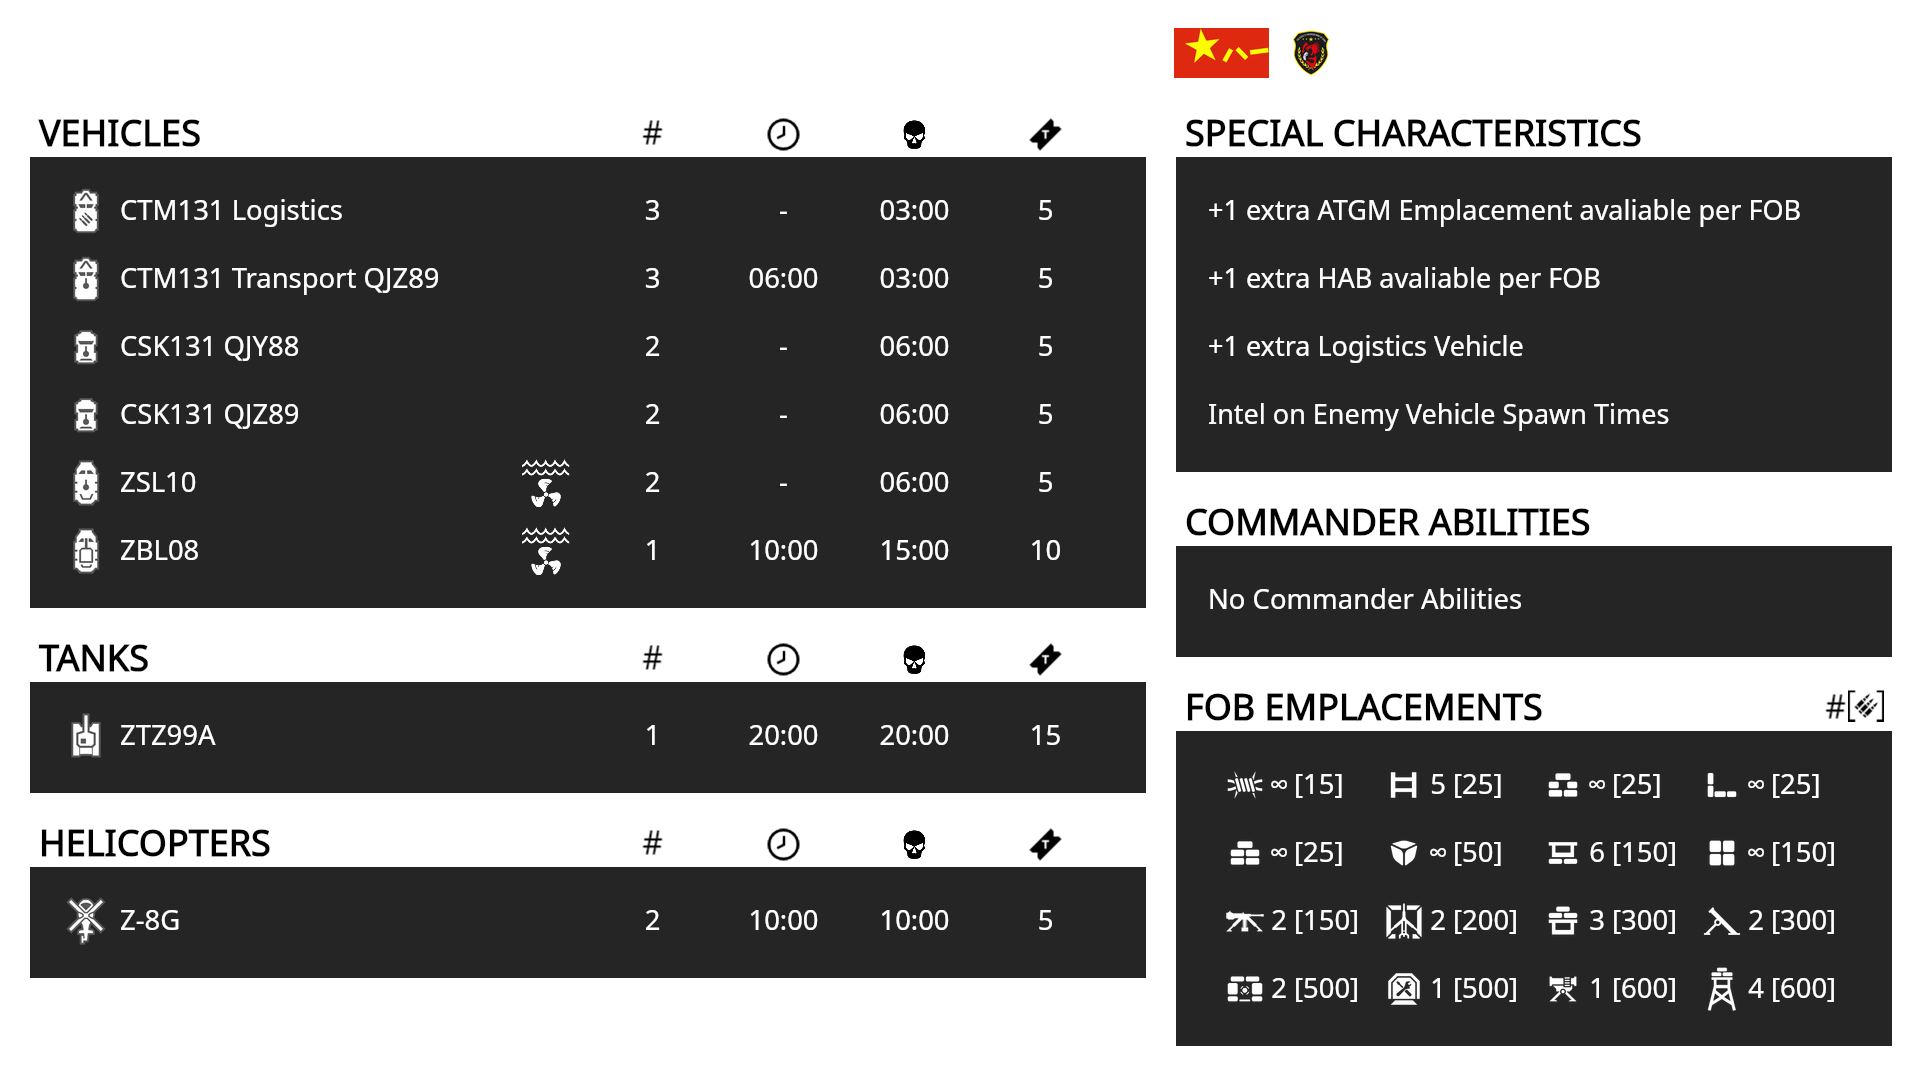 八一
VEHICLES #
CTM131 Logistics 3 - 03:00 5
CTM131 Transport QJZ89 3 06:00 03:00 5
CSK131 QJY88 2 - 06:00 5
CSK131 QJZ89 2 - 06:00 5
ZSL10 2 - 06:00 5
ZBL08 1 10:00 15:00 10
TANKS #
ZTZ99A 1 20:00 20:00 15
HELICOPTERS #
Z-8G 2 10:00 10:00 5
SPECIAL CHARACTERISTICS
+1 extra ATGM Emplacement avaliable per FOB
+1 extra HAB avaliable per FOB
+1 extra Logistics Vehicle
Intel on Enemy Vehicle Spawn Times
COMMANDER ABILITIES
No Commander Abilities
FOB EMPLACEMENTS #[]
∞ [15] 5 [25] ∞ [25] ∞ [25]
∞ [25] ∞ [50] 6 [150] ∞ [150]
2 [150] 2 [200] 3 [300] 2 [300]
2 [500] 1 [500] 1 [600] 4 [600]